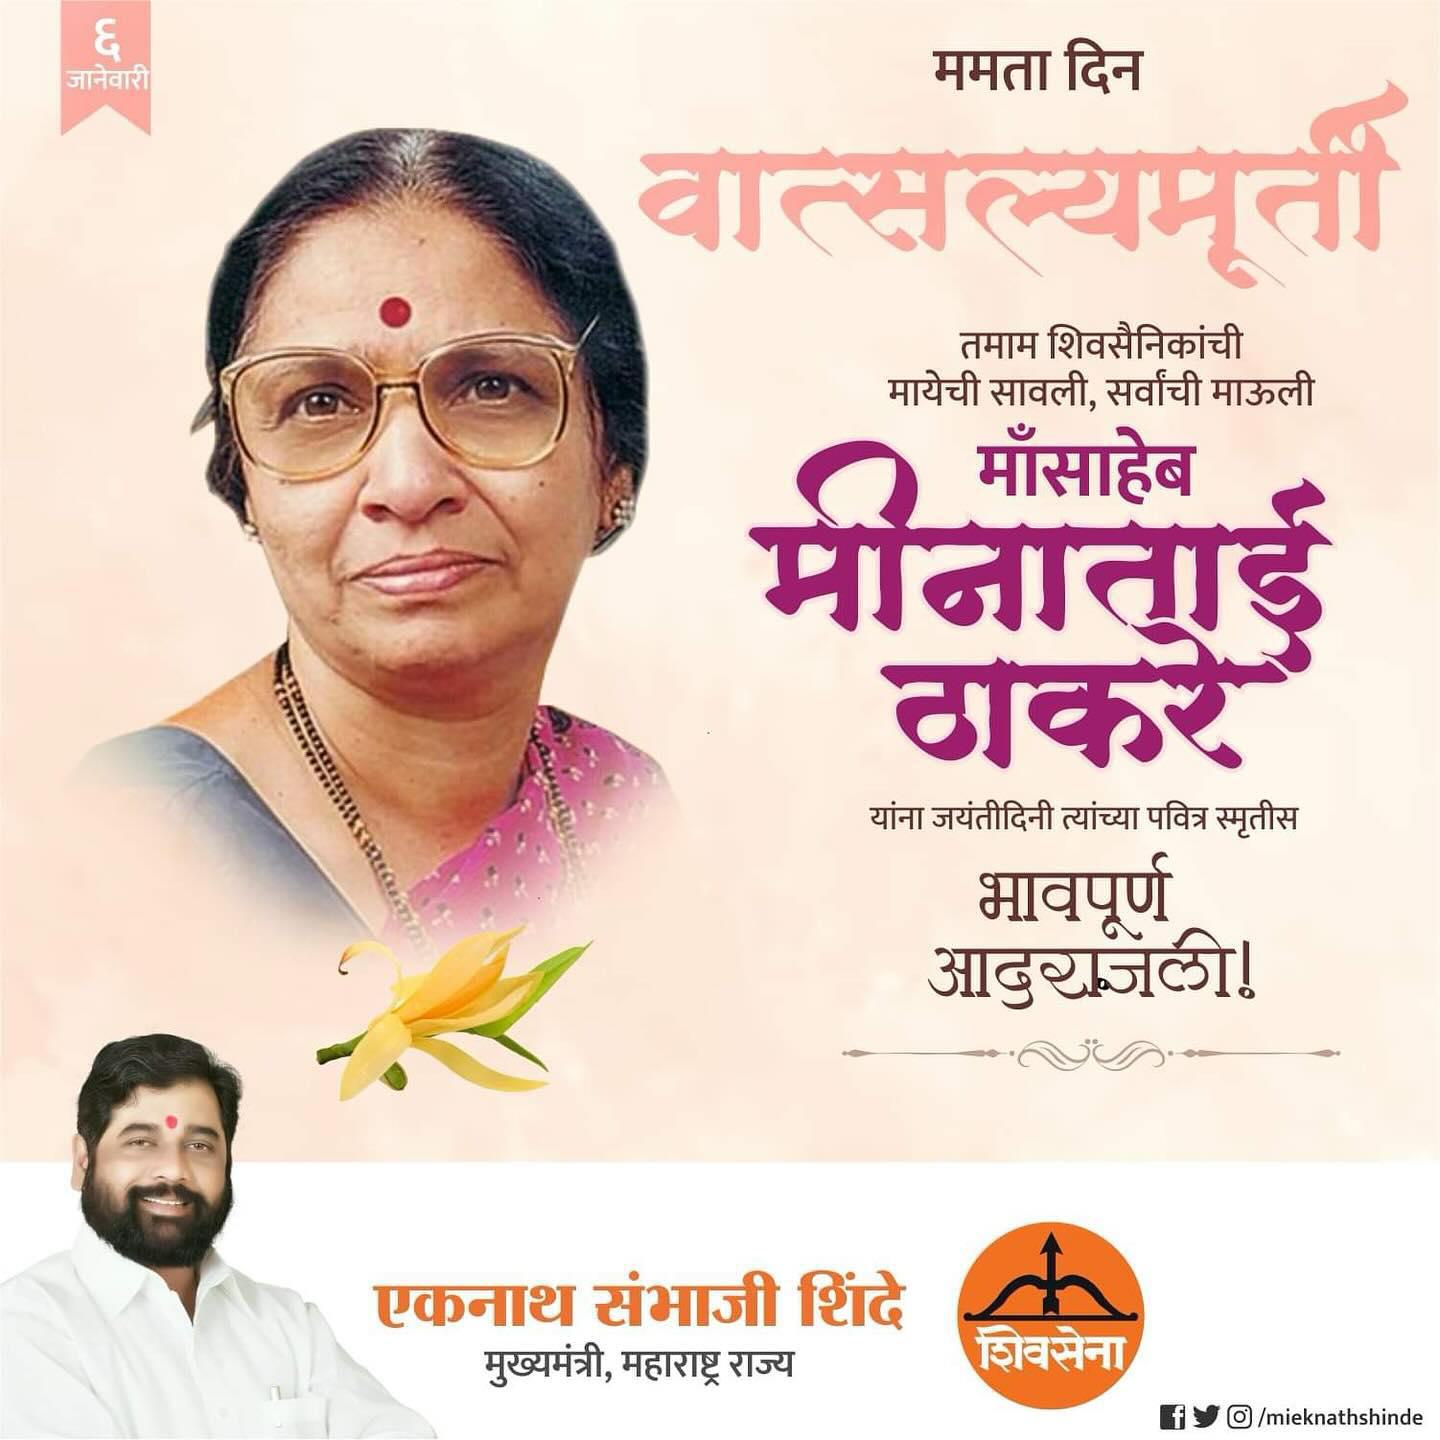 ६
जानेवारी
ममता दिन
वात्सल्यमूर्ती
तमाम शिवसैनिकांची
मायेची सावली, सर्वांची माऊली
माँसाहेब
मीनाताई
ठाकरे
यांना जयंतीदिनी त्यांच्या पवित्र स्मृतीस
भावपूर्ण
आदरांजली!
एकनाथ संभाजी शिंदे
मुख्यमंत्री, महाराष्ट्र राज्य
शिवसेना
/mieknathshinde